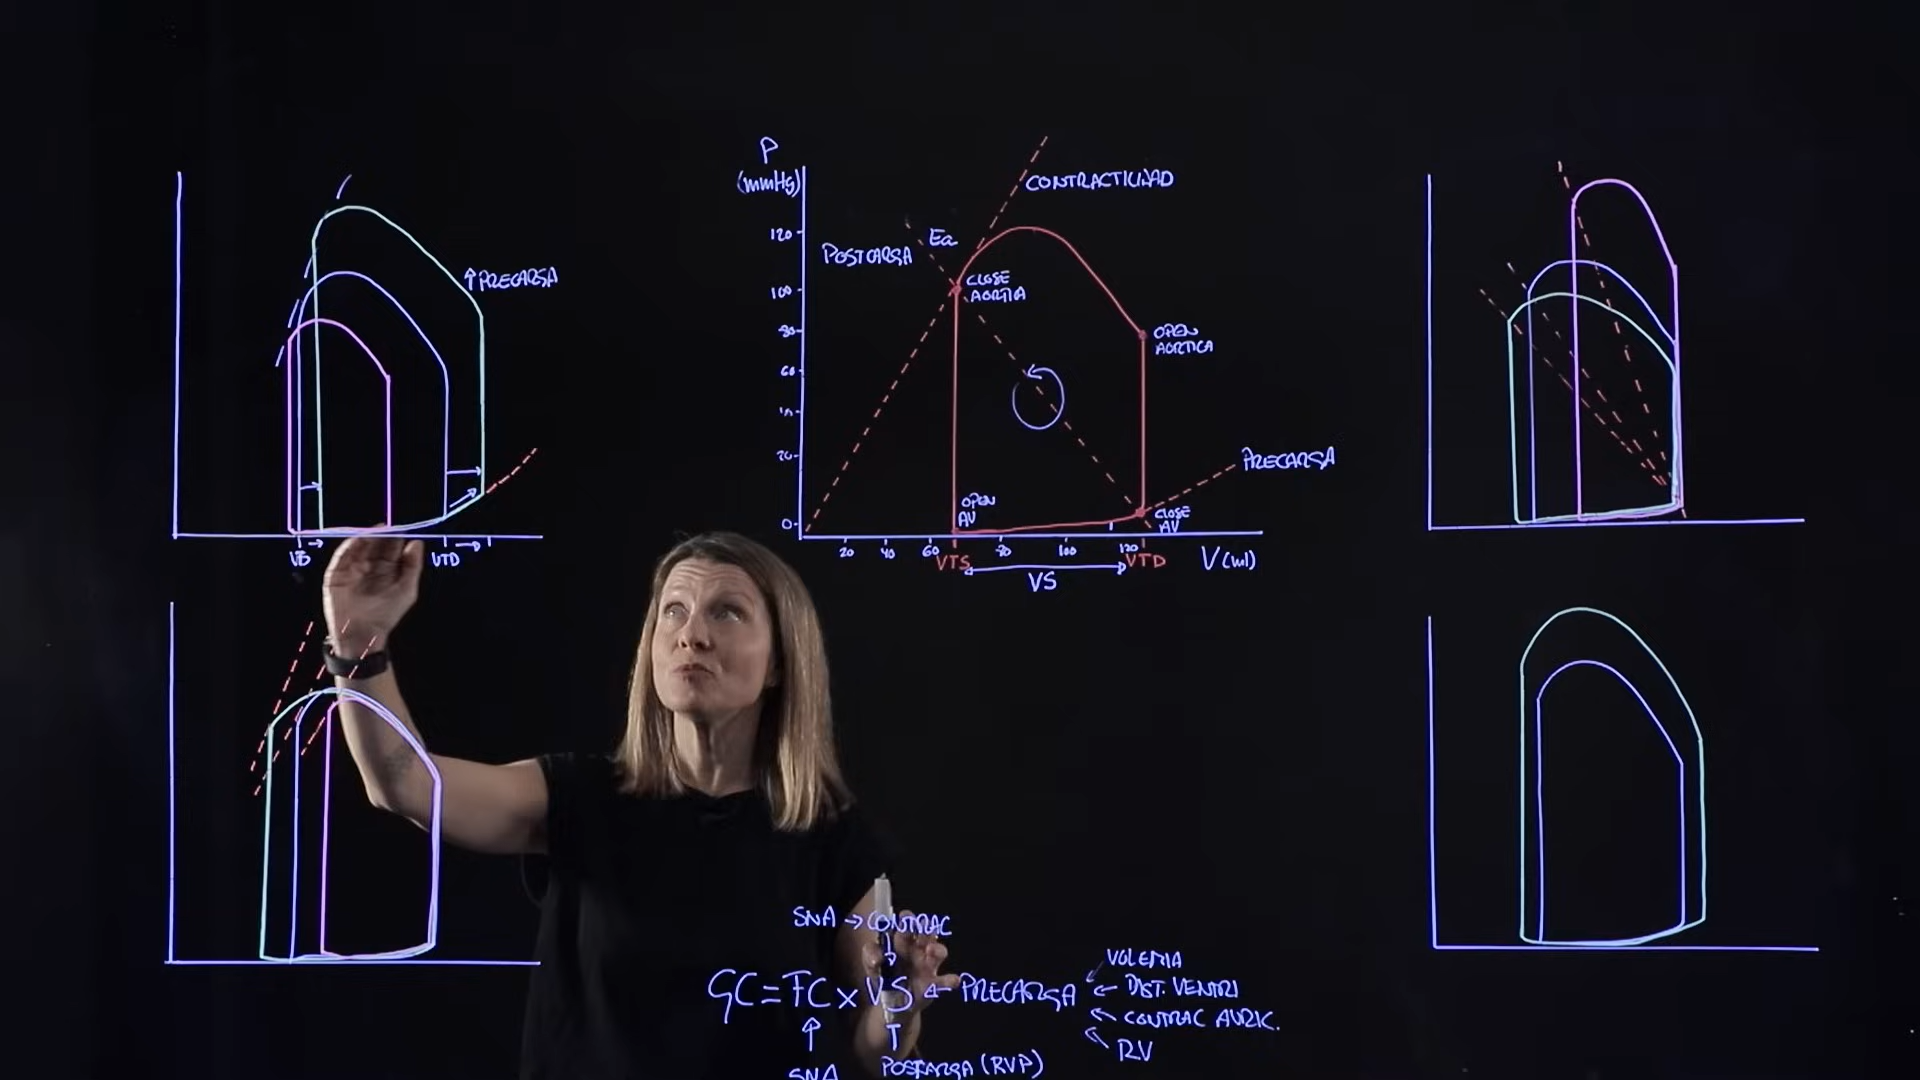 ↑ PRECARGA
VTD
P
(mmHg)
120
100
80
60
40
20
0
CONTRACTILIDAD
POSTCARGA
Ea
CLOSE
AORTIA
OPEN
AORTICA
OPEN
AV
PRECARGA
CLOSE
AV
20 40 60 80 100 120
VTS VTD V (ml)
VS
SNA → CONTRAC
GC = FC x VS ← PRECARGA
VOLEMIA
DIST. VENTRI
CONTRAC AURIC.
RV
SNA
POSTCARGA (RVP)